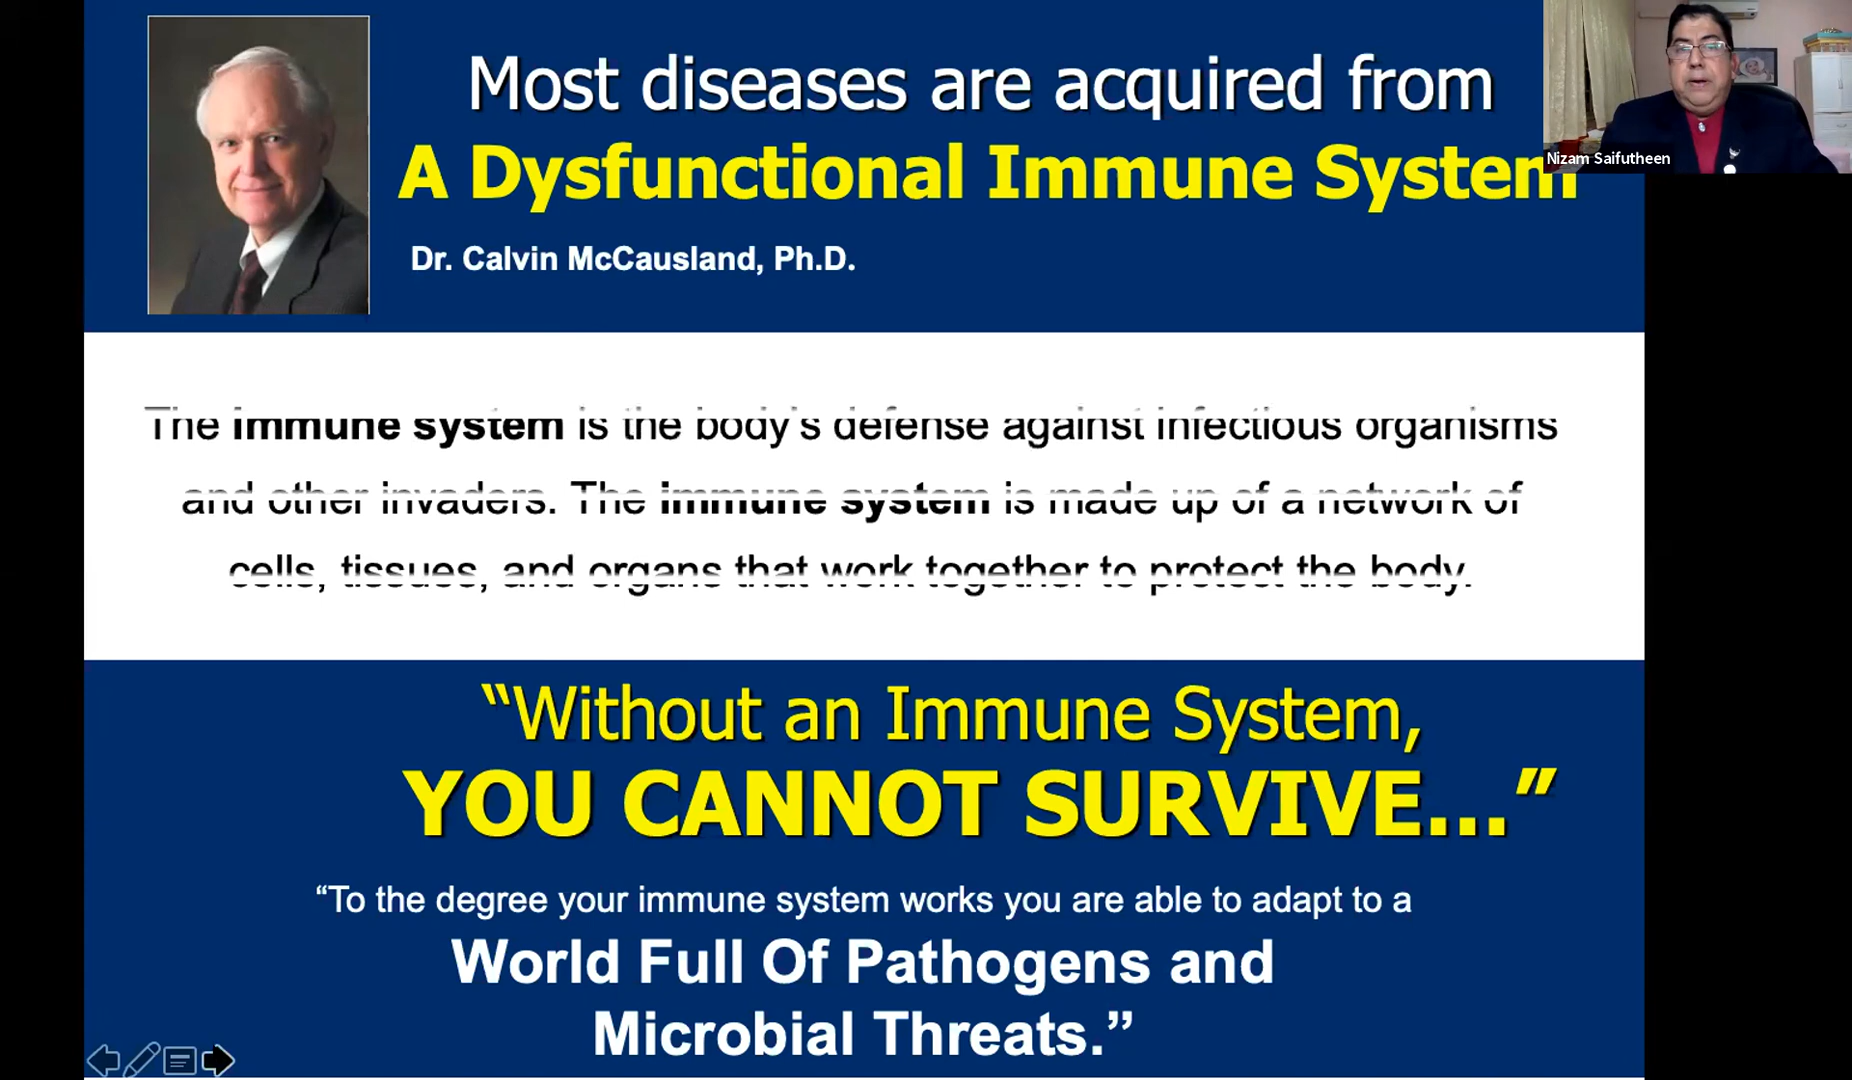 Most diseases are acquired from
A Dysfunctional Immune System
Dr. Calvin McCausland, Ph.D.
Nizam Saifutheen
The immune system is the body's defense against infectious organisms
and other invaders. The immune system is made up of a network of
cells, tissues, and organs that work together to protect the body.
“Without an Immune System,
YOU CANNOT SURVIVE...”
“To the degree your immune system works you are able to adapt to a
World Full Of Pathogens and
Microbial Threats.”